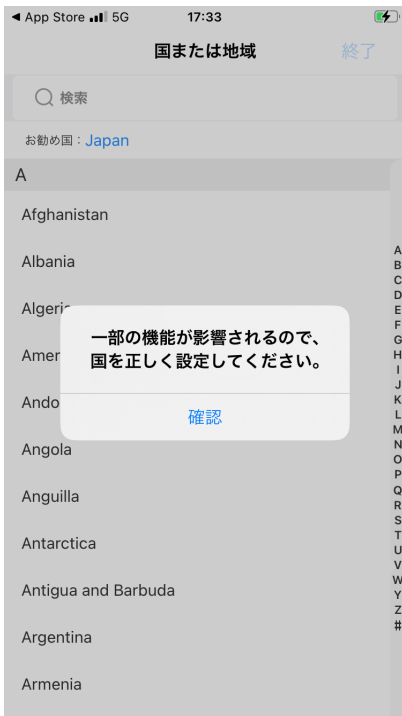 ◀ App Store 5G 17:33
国または地域 終了
検索
お勧め国：Japan
A
Afghanistan
Albania
Algeria
一部の機能が影響されるので、
国を正しく設定してください。
Amer
Ando
確認
Angola
Anguilla
Antarctica
Antigua and Barbuda
Argentina
Armenia
A
B
C
D
E
F
G
H
I
J
K
L
M
N
O
P
Q
R
S
T
U
V
W
Y
Z
#